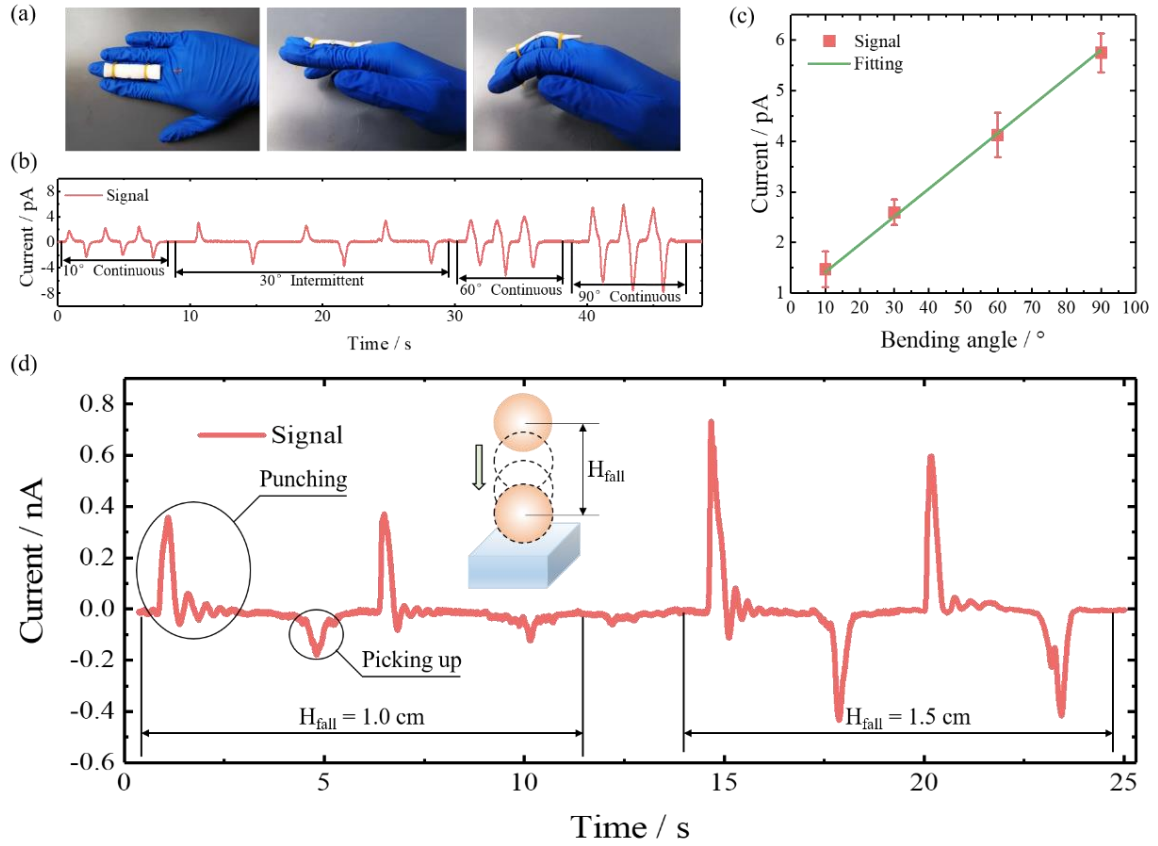 (a)
(b)
Signal
Current / pA
8
4
0
-4
-8
10° Continuous
30° Intermittent
60° Continuous
90° Continuous
0
10
20
30
40
Time / s
(c)
Signal
Fitting
Current / pA
6
5
4
3
2
1
0 10 20 30 40 50 60 70 80 90 100
Bending angle / °
(d)
Signal
Punching
Picking up
H_fall
H_fall = 1.0 cm
H_fall = 1.5 cm
Current / nA
0.8
0.6
0.4
0.2
0.0
-0.2
-0.4
-0.6
0 5 10 15 20 25
Time / s